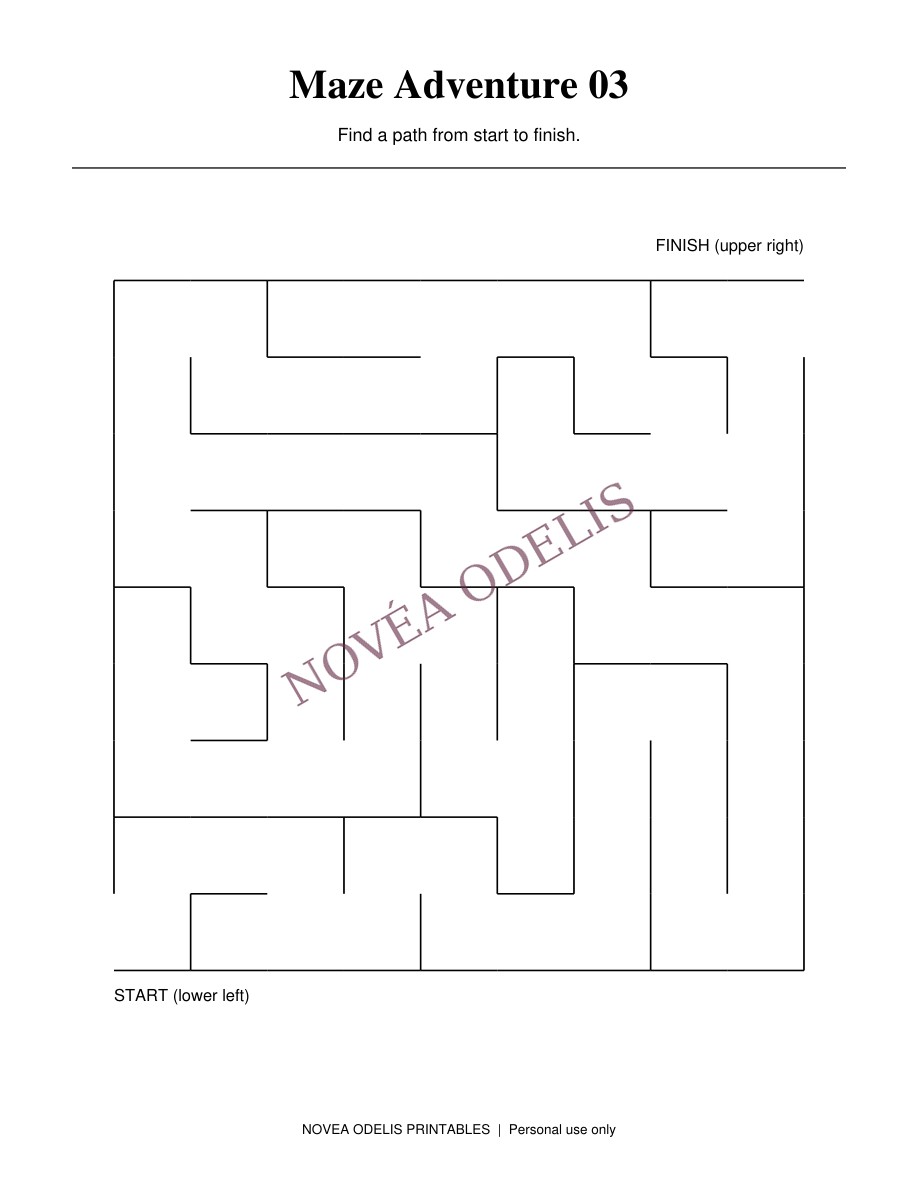 Maze Adventure 03
Find a path from start to finish.
FINISH (upper right)
NOVÉA ODELIS
START (lower left)
NOVEA ODELIS PRINTABLES | Personal use only